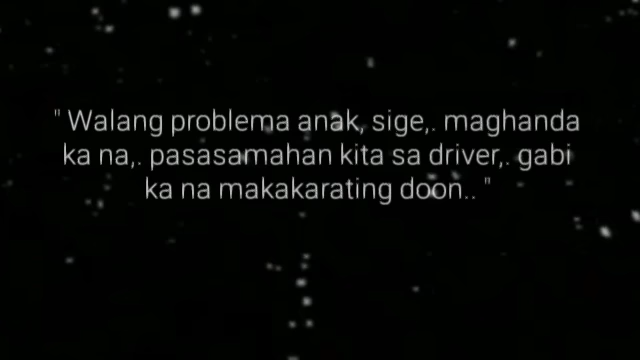 " Walang problema anak, sige,. maghanda
ka na,. pasasamahan kita sa driver,. gabi
ka na makakarating doon.. "